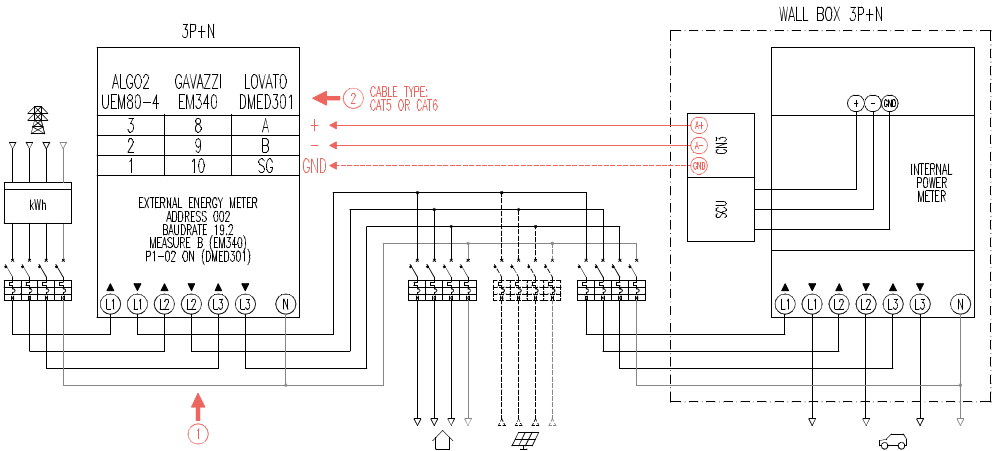 WALL BOX 3P+N
3P+N
ALGO2 UEM80-4
GAVAZZI EM340
LOVATO DMED301
2 CABLE TYPE:
CAT5 OR CAT6
3 8 A +
2 9 B -
1 10 SG GND
A+
A-
GND
CN3
SCU
+ - GND
INTERNAL
POWER
METER
kWh
EXTERNAL ENERGY METER
ADDRESS 002
BAUDRATE 19.2
MEASURE B (EM340)
P1-02 ON (DMED301)
L1 L1 L2 L2 L3 L3 N
L1 L1 L2 L2 L3 L3 N
1